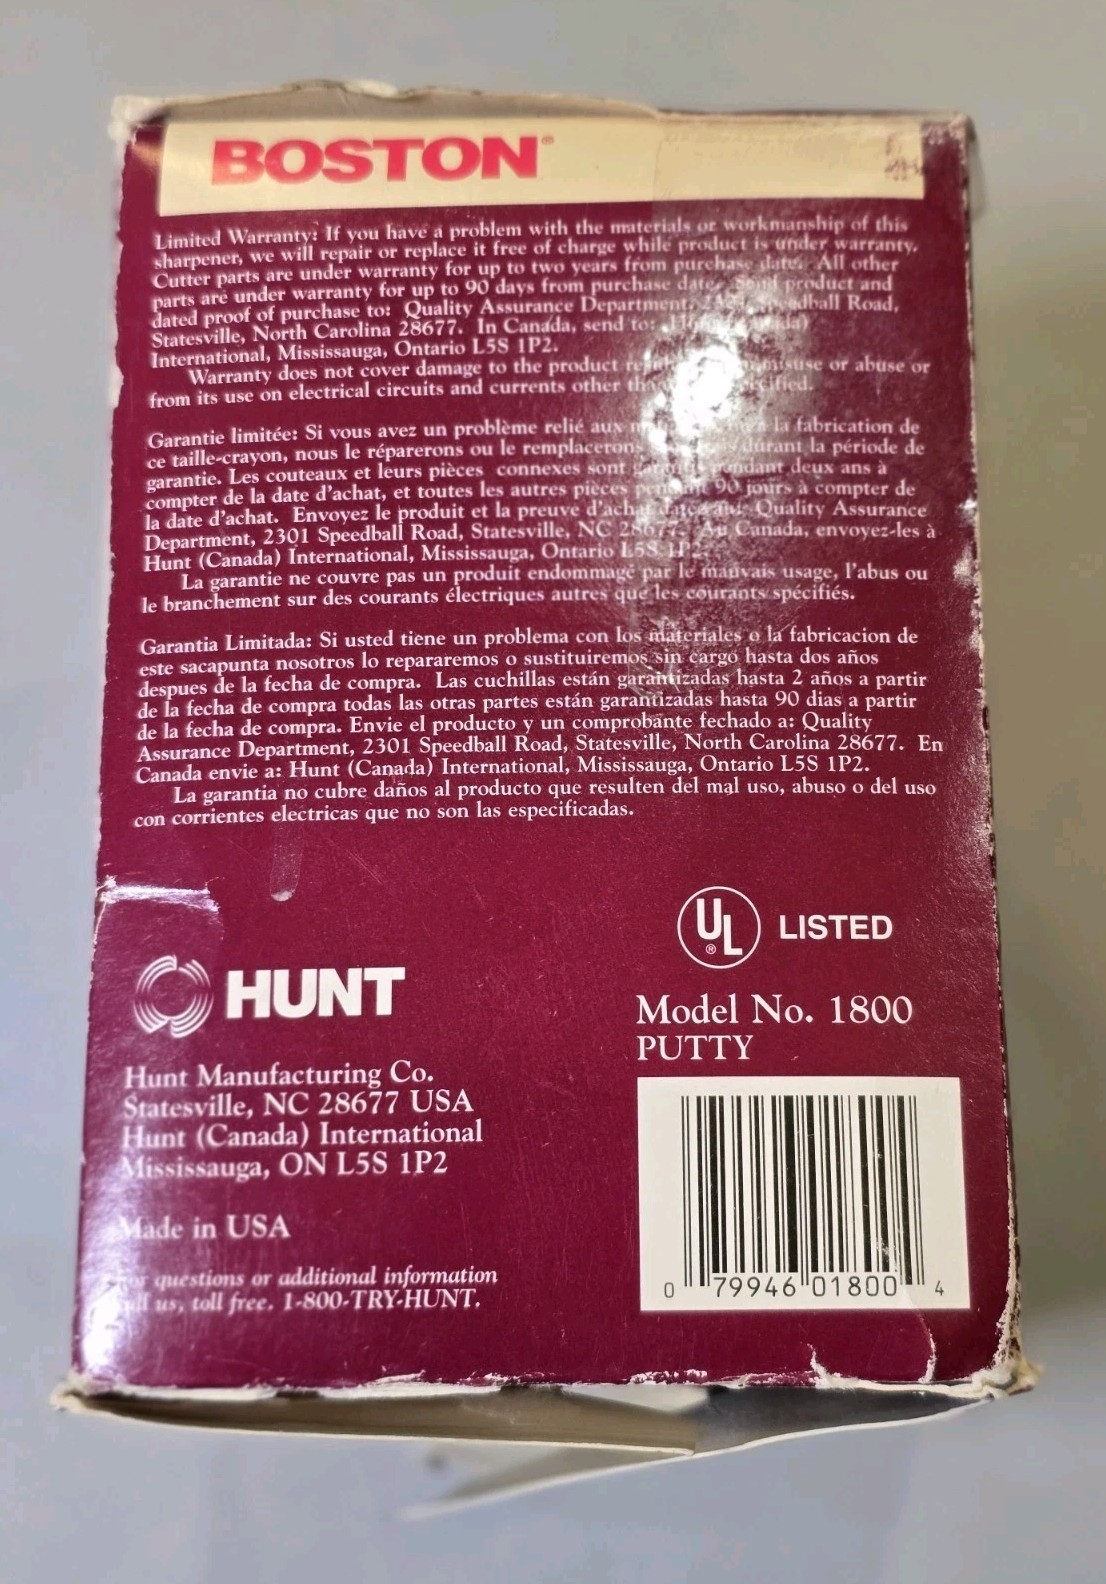 BOSTON®
Limited Warranty: If you have a problem with the materials or workmanship of this
sharpener, we will repair or replace it free of charge while product is under warranty.
Cutter parts are under warranty for up to two years from purchase date. All other
parts are under warranty for up to 90 days from purchase date. product and
dated proof of purchase to: Quality Assurance Department, Road,
Statesville, North Carolina 28677. In Canada, send to:
International, Mississauga, Ontario L5S 1P2.
Warranty does not cover damage to the product misuse or abuse or
from its use on electrical circuits and currents other
Garantie limitée: Si vous avez un problème relié aux la fabrication de
ce taille-crayon, nous le réparerons ou le remplacerons durant la période de
garantie. Les couteaux et leurs pièces connexes sont garantis pendant deux ans à
compter de la date d'achat, et toutes les autres pièces pendant 90 jours à compter de
la date d'achat. Envoyez le produit et la preuve d'achat Quality Assurance
Department, 2301 Speedball Road, Statesville, NC Au Canada, envoyez-les à
Hunt (Canada) International, Mississauga, Ontario L5S 1P2.
La garantie ne couvre pas un produit endommagé par le mauvais usage, l'abus ou
le branchement sur des courants électriques autres que les courants spécifiés.
Garantia Limitada: Si usted tiene un problema con los materiales o la fabricacion de
este sacapunta nosotros lo repararemos o sustituiremos sin cargo hasta dos años
despues de la fecha de compra. Las cuchillas están garantizadas hasta 2 años a partir
de la fecha de compra todas las otras partes están garantizadas hasta 90 dias a partir
de la fecha de compra. Envie el producto y un comprobante fechado a: Quality
Assurance Department, 2301 Speedball Road, Statesville, North Carolina 28677. En
Canada envie a: Hunt (Canada) International, Mississauga, Ontario L5S 1P2.
La garantia no cubre daños al producto que resulten del mal uso, abuso o del uso
con corrientes electricas que no son las especificadas.
UL® LISTED
HUNT
Model No. 1800
PUTTY
Hunt Manufacturing Co.
Statesville, NC 28677 USA
Hunt (Canada) International
Mississauga, ON L5S 1P2
Made in USA
questions or additional information
us, toll free. 1-800-TRY-HUNT.
0 79946 01800 4